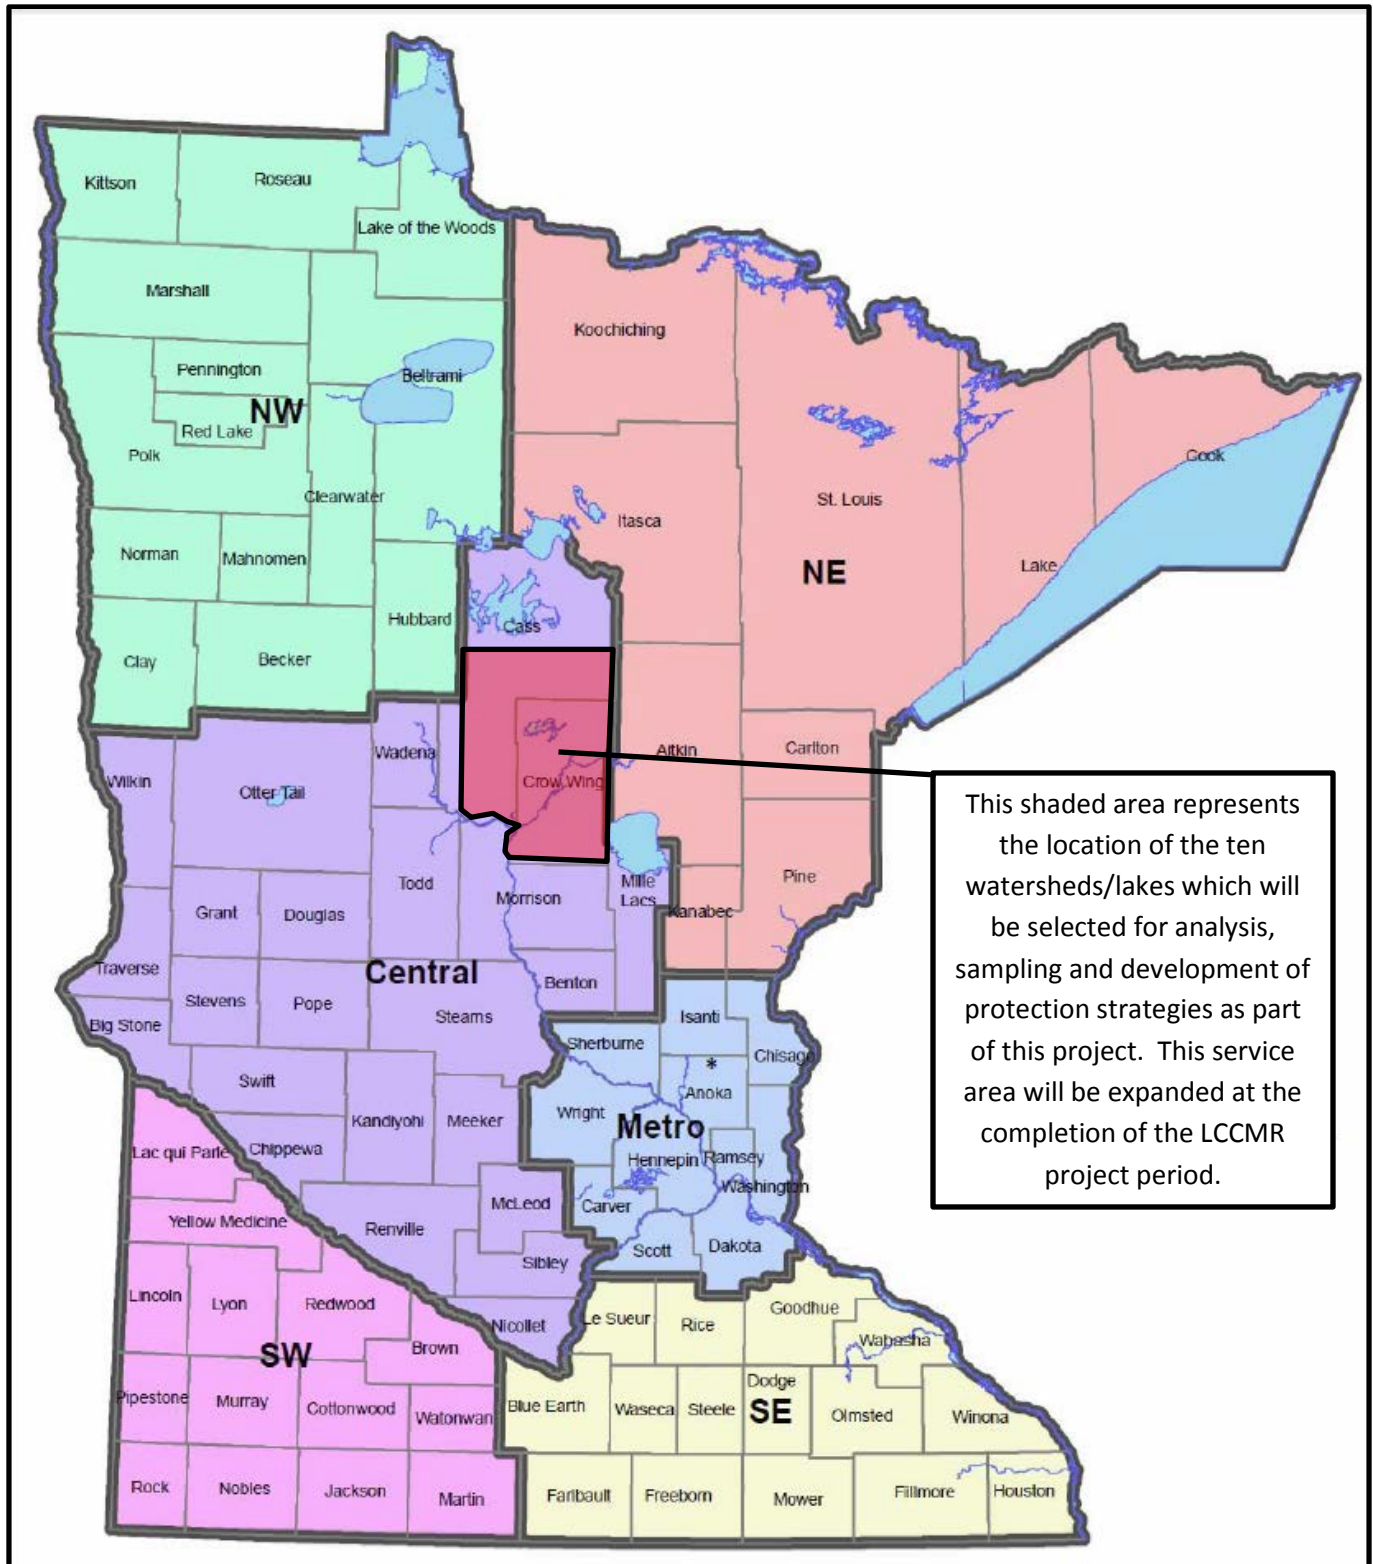 Kittson
Roseau
Lake of the Woods
Marshall
Koochiching
Pennington
Beltrami
NW
Red Lake
Polk
Cook
Clearwater
St. Louis
Itasca
Norman
Mahnomen
Lake
NE
Hubbard
Cass
Clay
Becker
Wadena
Aitkin
Carlton
Wilkin
Otter Tail
Crow Wing
This shaded area represents
the location of the ten
watersheds/lakes which will
be selected for analysis,
sampling and development of
protection strategies as part
of this project. This service
area will be expanded at the
completion of the LCCMR
project period.
Todd
Mille
Lacs
Pine
Morrison
Grant
Douglas
Kanabec
Traverse
Central
Benton
Stevens
Pope
Stearns
Isanti
Big Stone
Sherburne
Chisago
*
Swift
Anoka
Wright
Metro
Kandiyohi
Meeker
Lac qui Parle
Chippewa
Hennepin
Ramsey
Washington
McLeod
Carver
Yellow Medicine
Renville
Scott
Dakota
Sibley
Lincoln
Lyon
Redwood
Goodhue
Le Sueur
Rice
Nicollet
Wabasha
SW
Brown
Dodge
Pipestone
Murray
Cottonwood
Watonwan
Blue Earth
Waseca
Steele
SE
Olmsted
Winona
Rock
Nobles
Jackson
Martin
Faribault
Freeborn
Mower
Fillmore
Houston